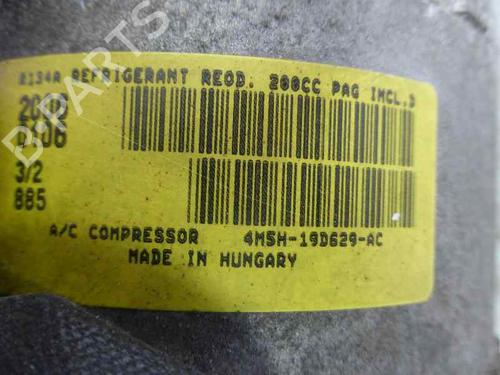 R134A REFRIGERANT REQD. 200CC PAG INCL.
3/2
885
A/C COMPRESSOR 4M5H-19D629-AC
MADE IN HUNGARY
B-PARTS